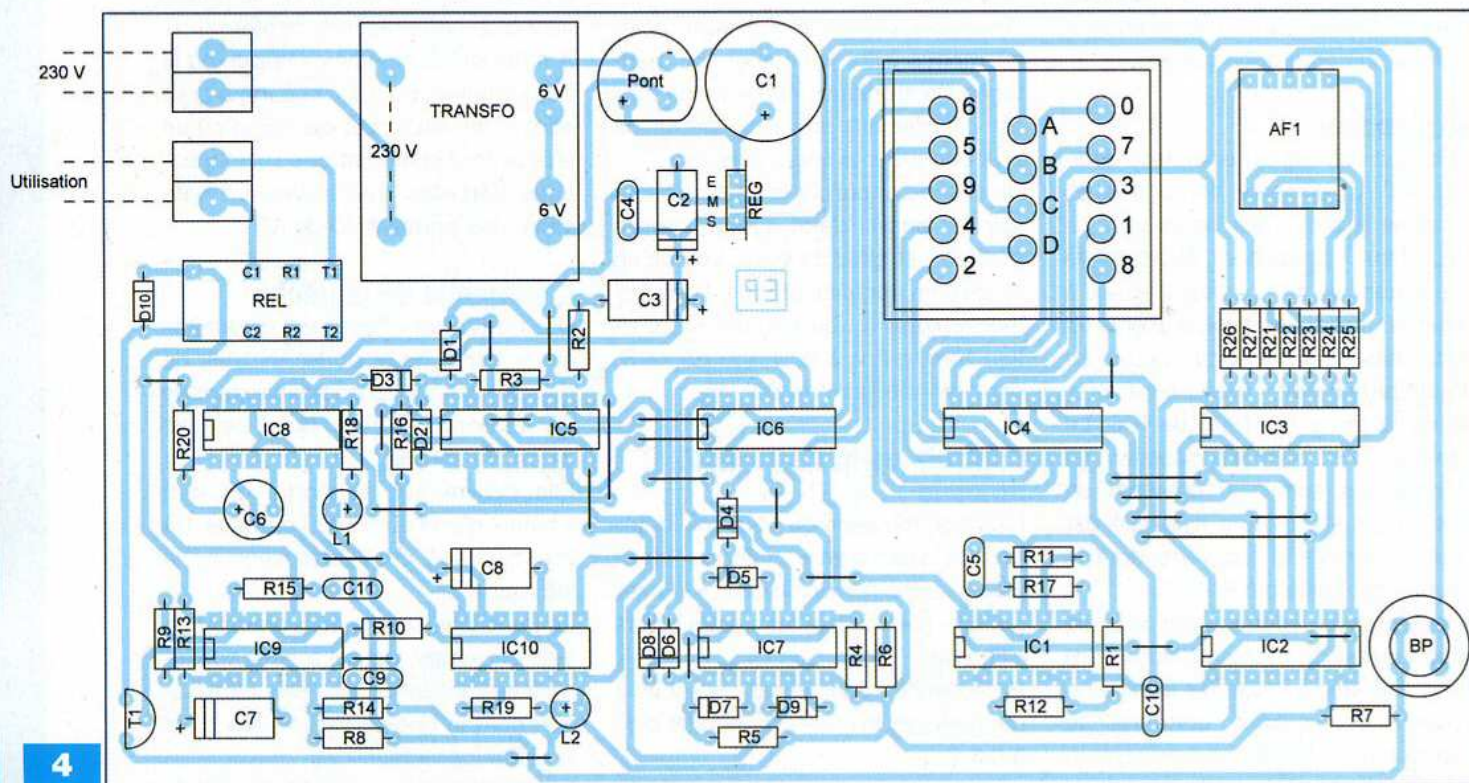 230 V
Utilisation
TRANSFO
230 V
6 V
6 V
Pont
-
+
C1
+
C4
C2
+
E
M
S
REG
6
5
9
4
2
A
B
C
D
0
7
3
1
8
AF1
D10
C1 R1 T1
REL
C2 R2 T2
D1
R2
C3
+
EP
R26
R27
R21
R22
R23
R24
R25
D3
R3
R20
IC8
R18
R16
D2
IC5
IC6
IC4
IC3
+
C6
+
L1
D4
C8
+
D5
C5
R11
R17
R15
C11
R9
R13
IC9
R10
C9
IC10
D8
D6
IC7
R4
R6
IC1
R1
IC2
BP
T1
+
C7
R14
R8
R19
L2
D7
D9
R5
R12
C10
R7
4